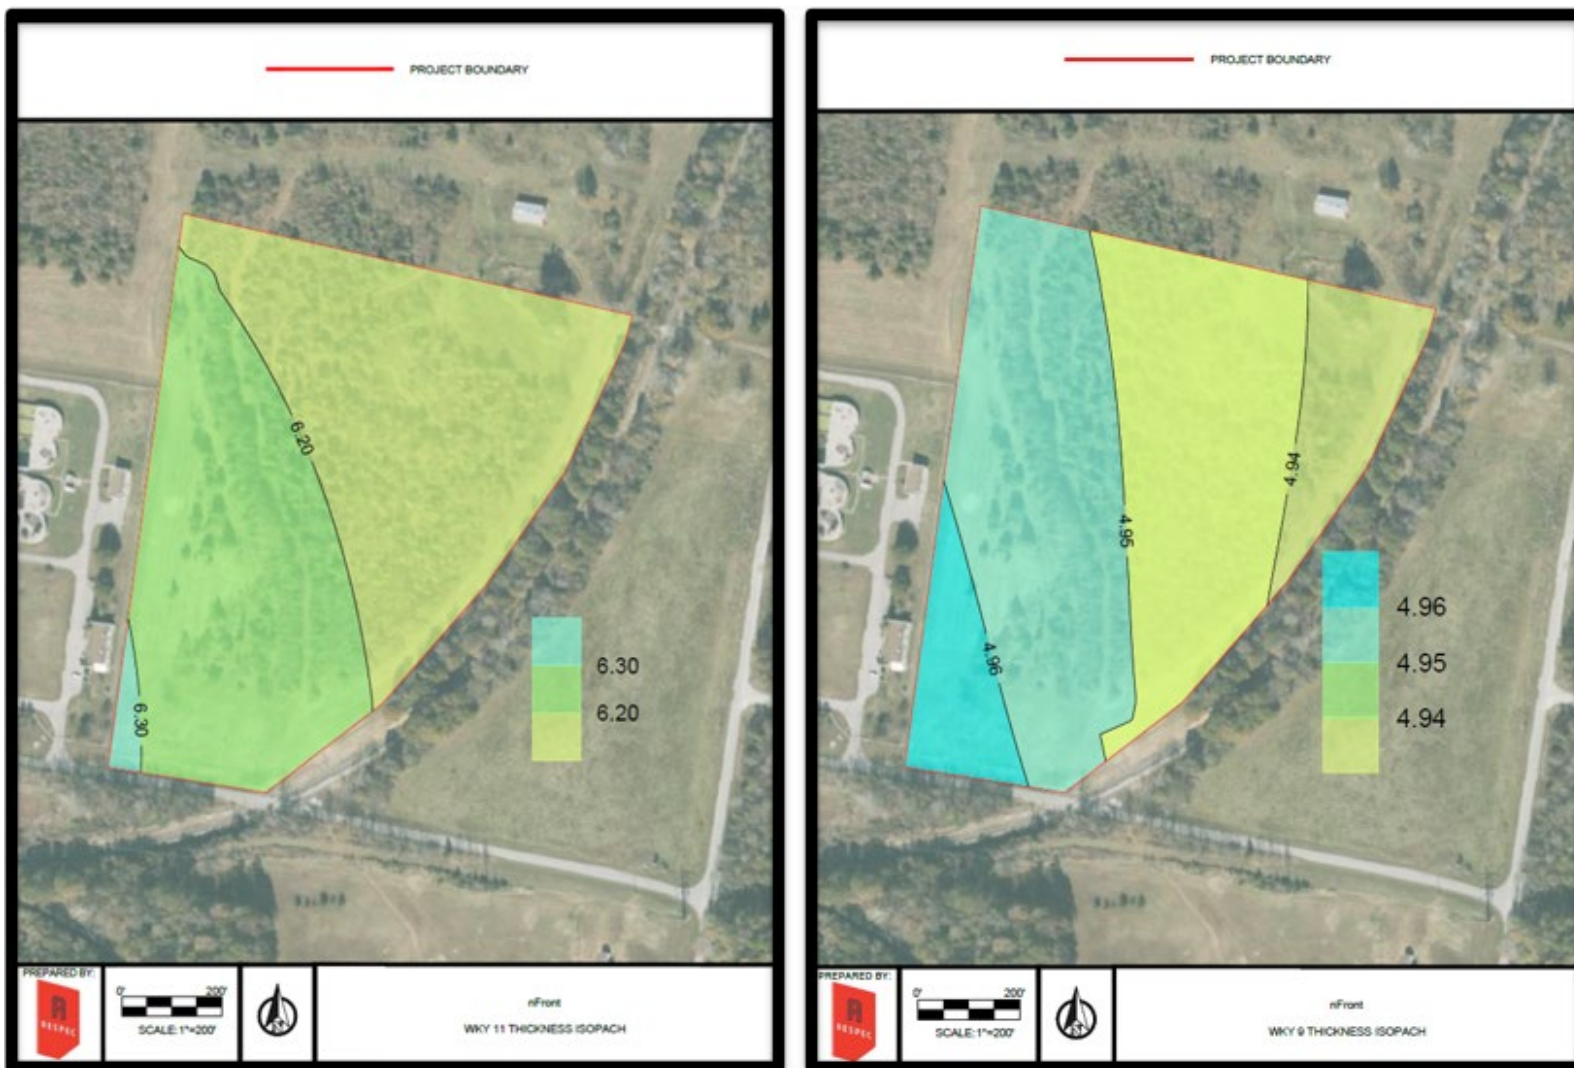 PROJECT BOUNDARY
6.20
6.30
6.30
6.20
PREPARED BY:
RESPEC
0'
200'
SCALE: 1"=200'
nFront
WKY 11 THICKNESS ISOPACH
PROJECT BOUNDARY
4.94
4.95
4.96
4.96
4.95
4.94
PREPARED BY:
RESPEC
0'
200'
SCALE: 1"=200'
nFront
WKY 9 THICKNESS ISOPACH